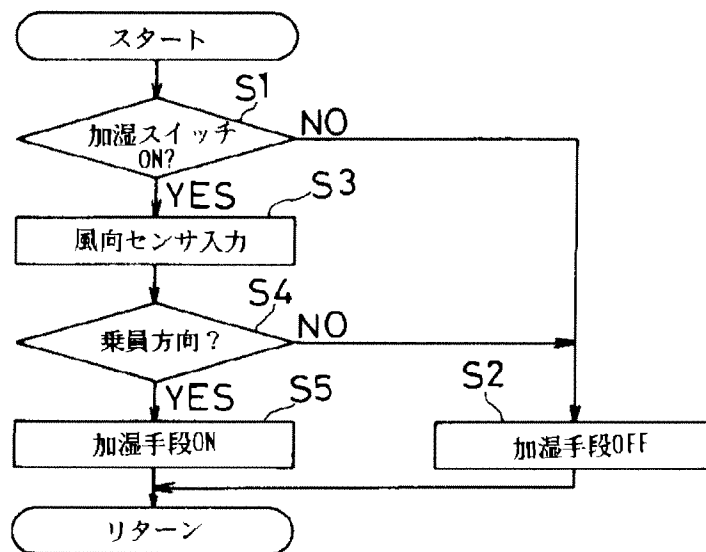 スタート
S1
加湿スイッチ
ON?
NO
YES
S3
風向センサ入力
S4
乗員方向?
NO
YES
S5
加湿手段ON
S2
加湿手段OFF
リターン